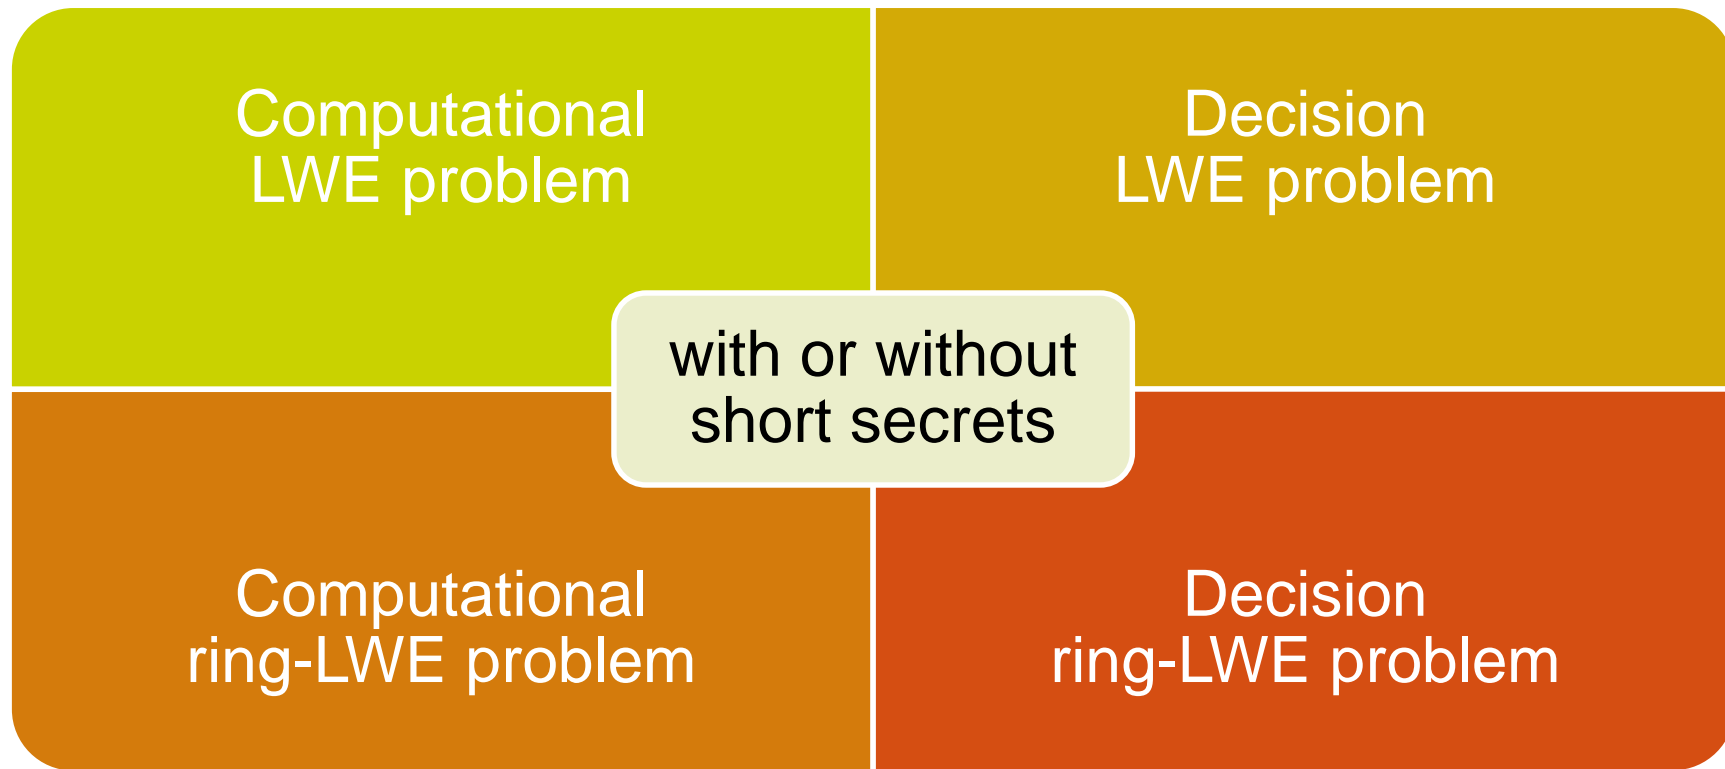 Computational
LWE problem
Decision
LWE problem
with or without
short secrets
Computational
ring-LWE problem
Decision
ring-LWE problem